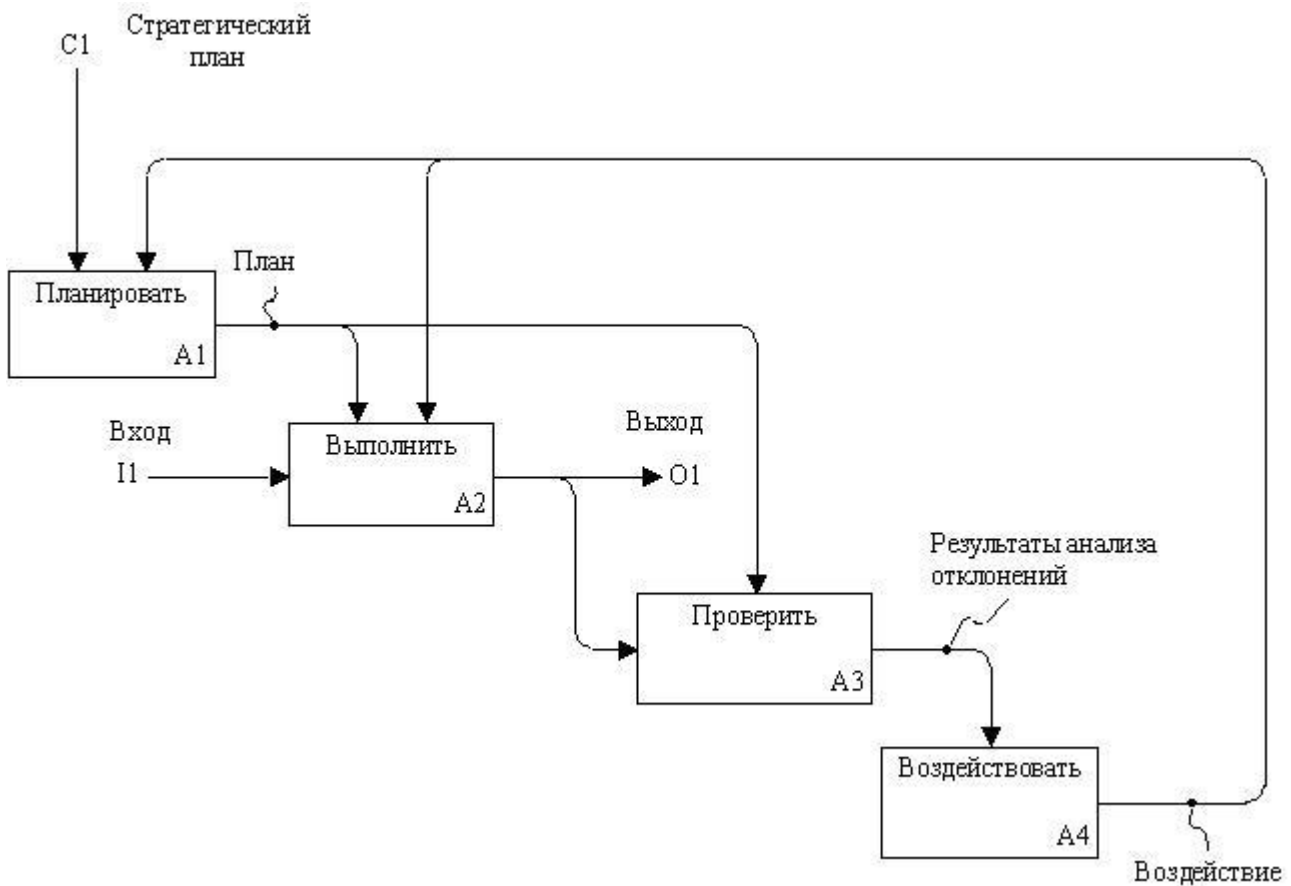 C1
Стратегический
план
План
Планировать
A1
Вход
I1
Выполнить
A2
Выход
O1
Результаты анализа
отклонений
Проверить
A3
Воздействовать
A4
Воздействие